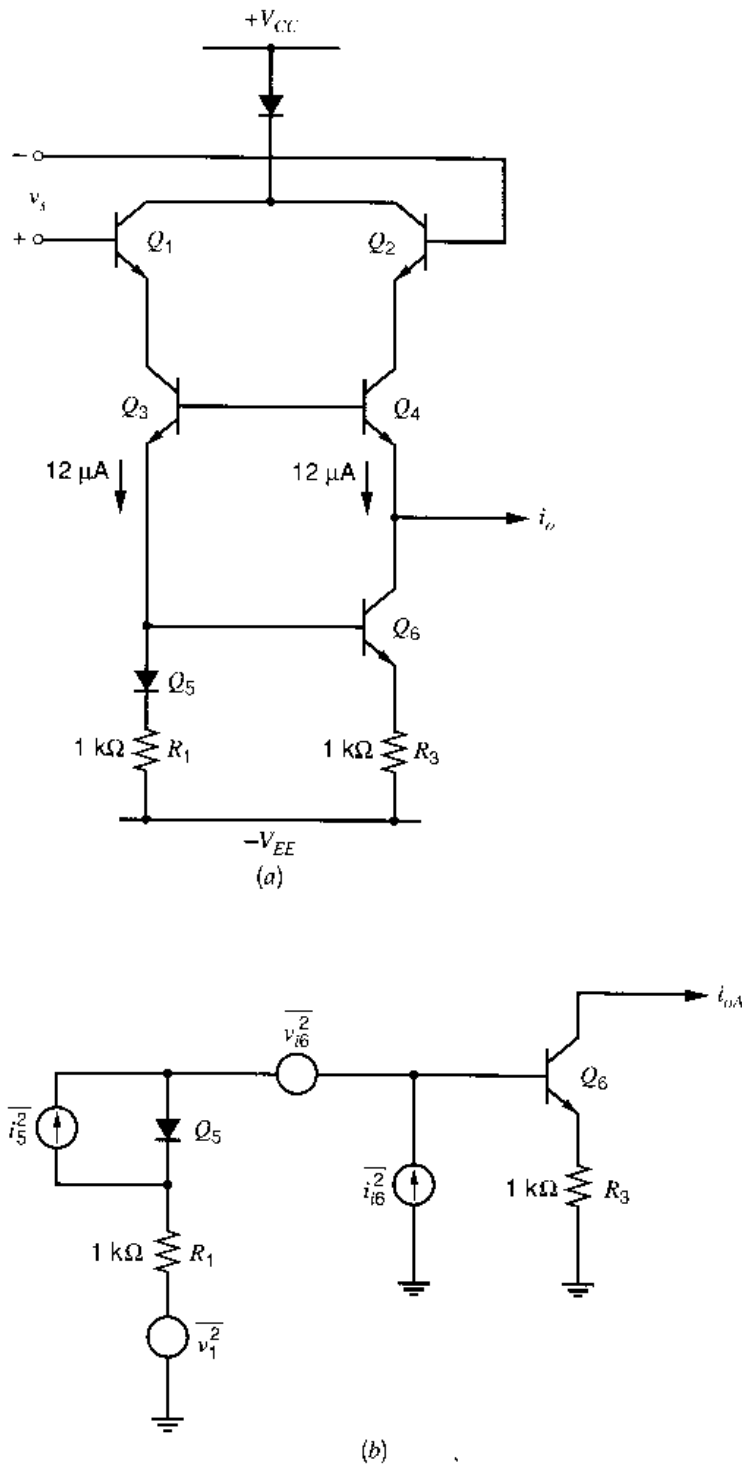 +V_CC
−
v_s
+
Q_1
Q_2
Q_3
Q_4
12 μA
12 μA
i_o
Q_6
Q_5
1 kΩ R_1
1 kΩ R_3
−V_EE
(a)
i_oA
v_i6^2
Q_6
i_5^2
Q_5
i_i6^2
1 kΩ R_3
1 kΩ R_1
v_1^2
(b)